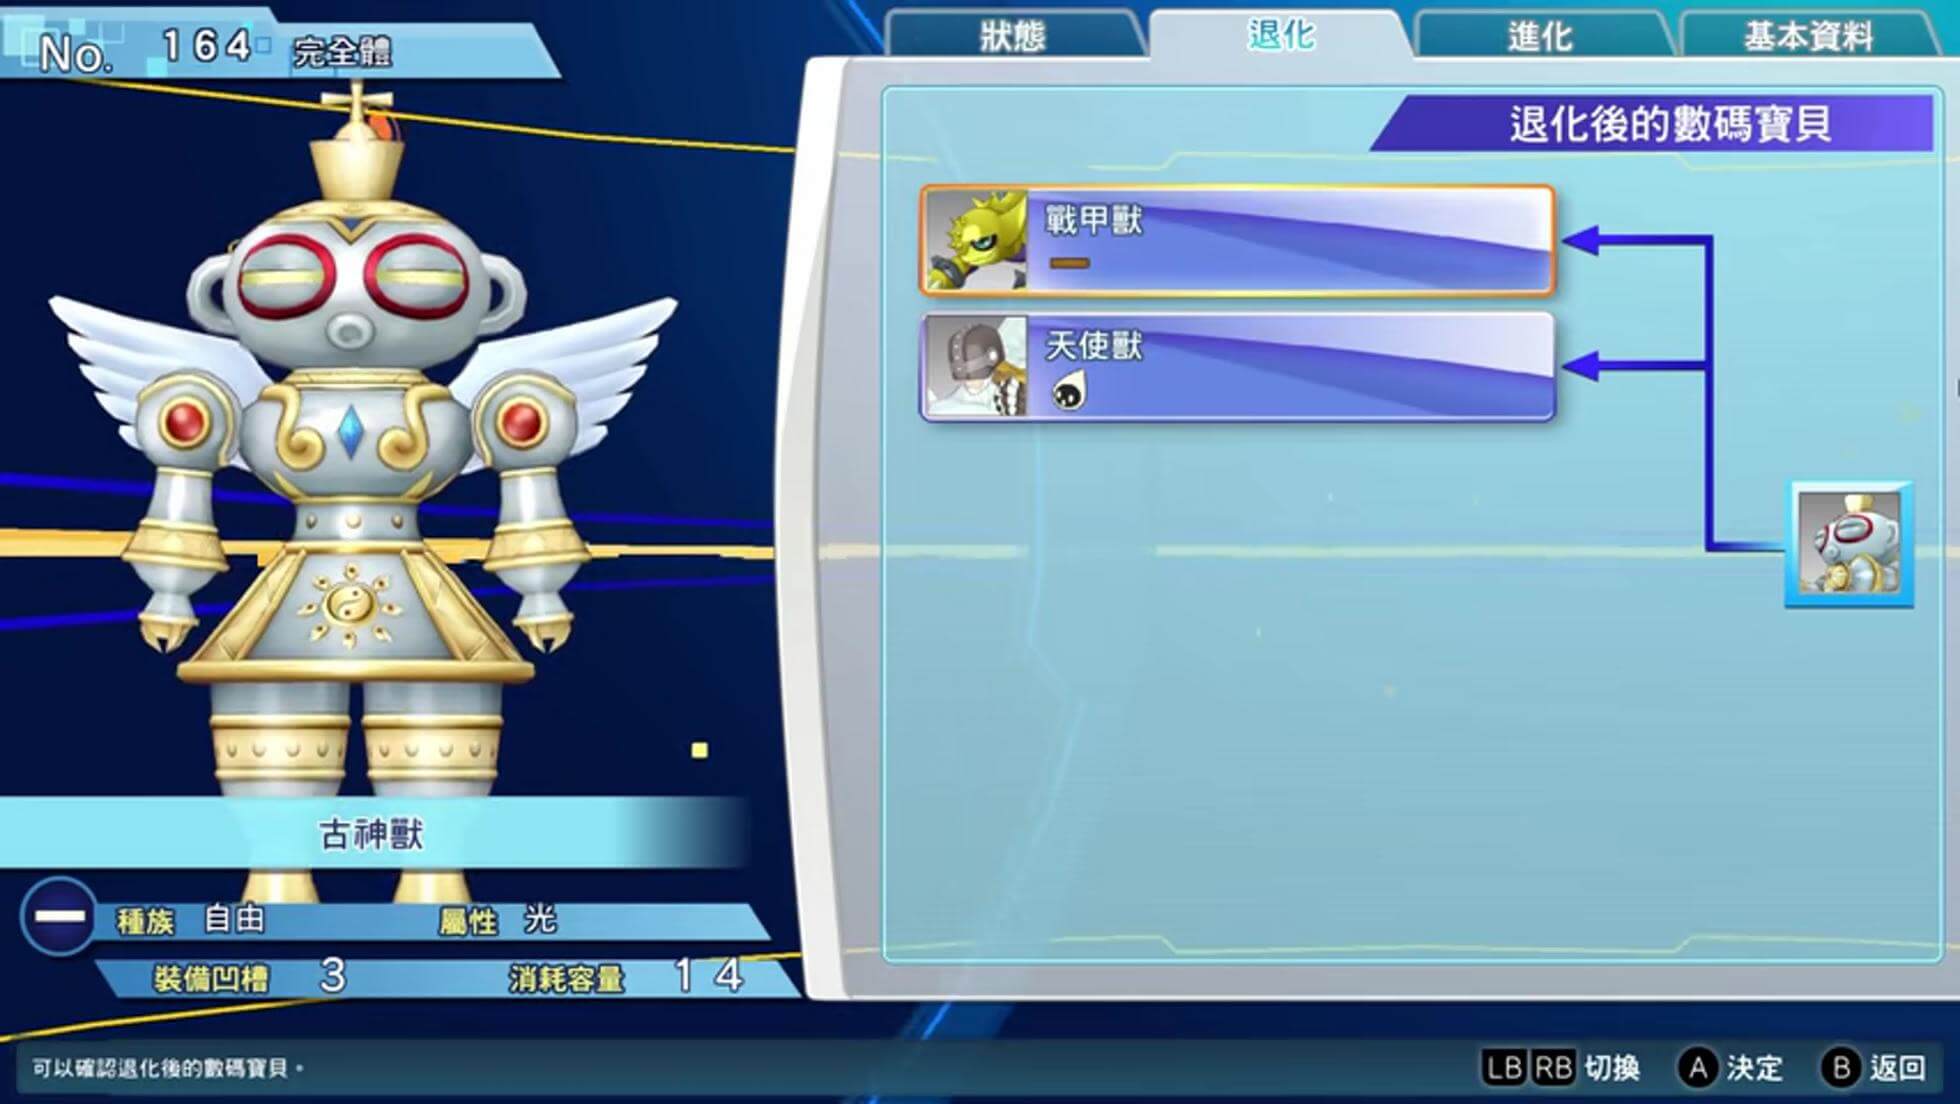 No. 164 完全體
狀態 退化 進化 基本資料
退化後的數碼寶貝
戰甲獸
天使獸
古神獸
種族 自由 屬性 光
裝備凹槽 3 消耗容量 14
可以確認退化後的數碼寶貝。
LB RB 切換 A 決定 B 返回